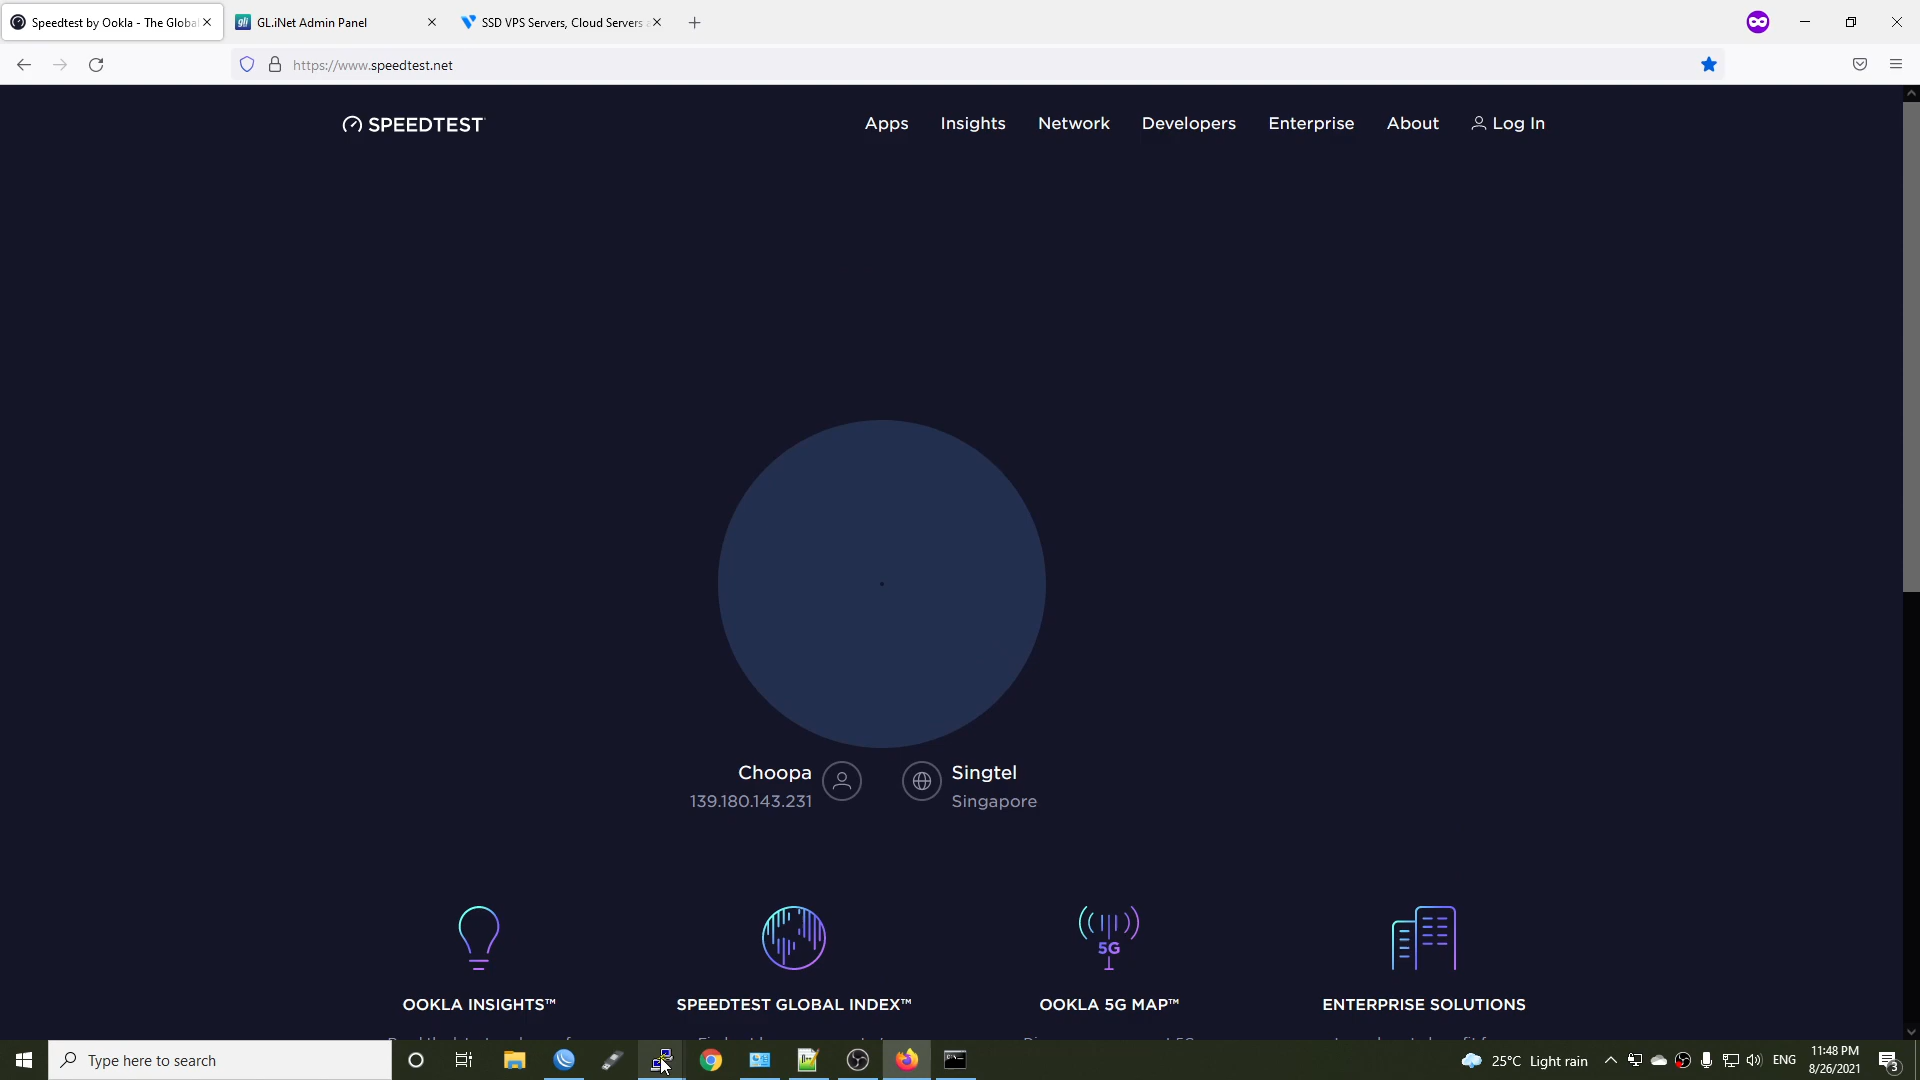 Speedtest by Ookla - The Global
GL.iNet Admin Panel
SSD VPS Servers, Cloud Servers a
https://www.speedtest.net
SPEEDTEST
Apps
Insights
Network
Developers
Enterprise
About
Log In
Choopa
139.180.143.231
Singtel
Singapore
5G
OOKLA INSIGHTS™
SPEEDTEST GLOBAL INDEX™
OOKLA 5G MAP™
ENTERPRISE SOLUTIONS
Type here to search
25°C Light rain
ENG
11:48 PM
8/26/2021
3